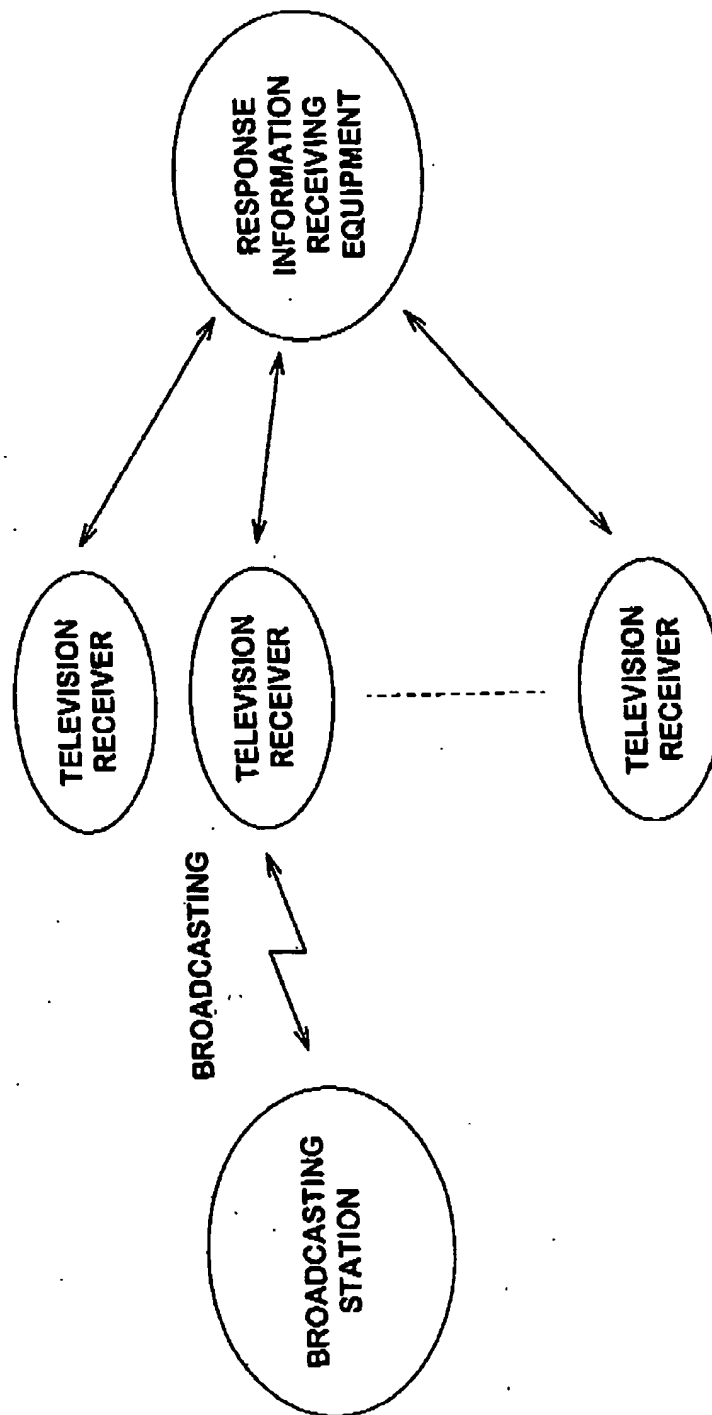 BROADCASTING
STATION
BROADCASTING
TELEVISION
RECEIVER
TELEVISION
RECEIVER
TELEVISION
RECEIVER
RESPONSE
INFORMATION
RECEIVING
EQUIPMENT